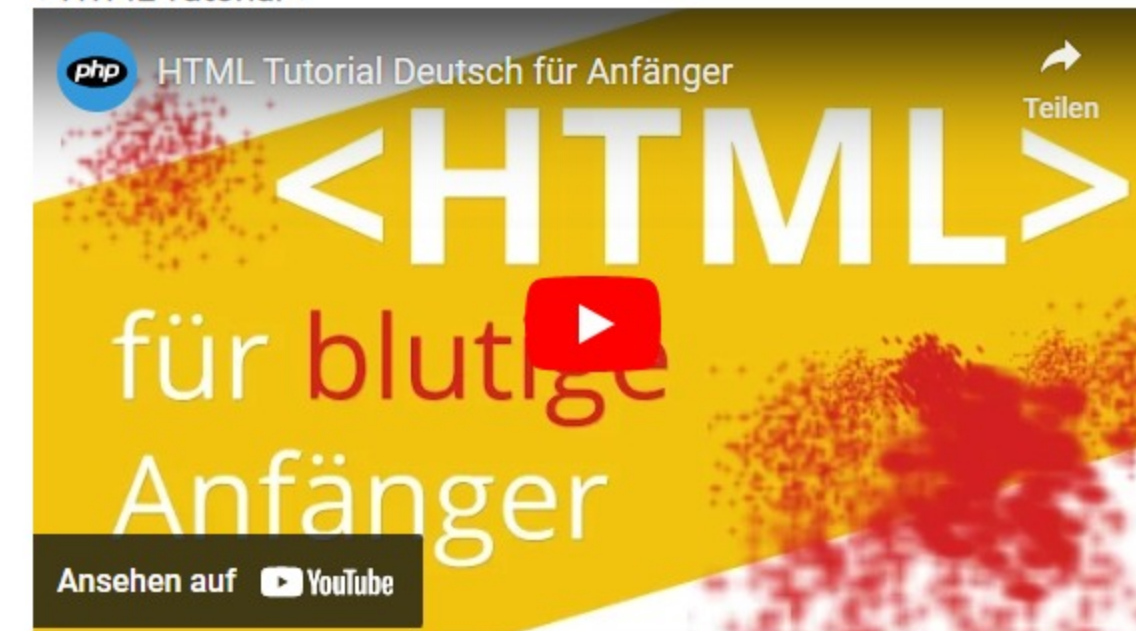 php
HTML Tutorial Deutsch für Anfänger
Teilen
<HTML>
für blutige
Anfänger
Ansehen auf YouTube